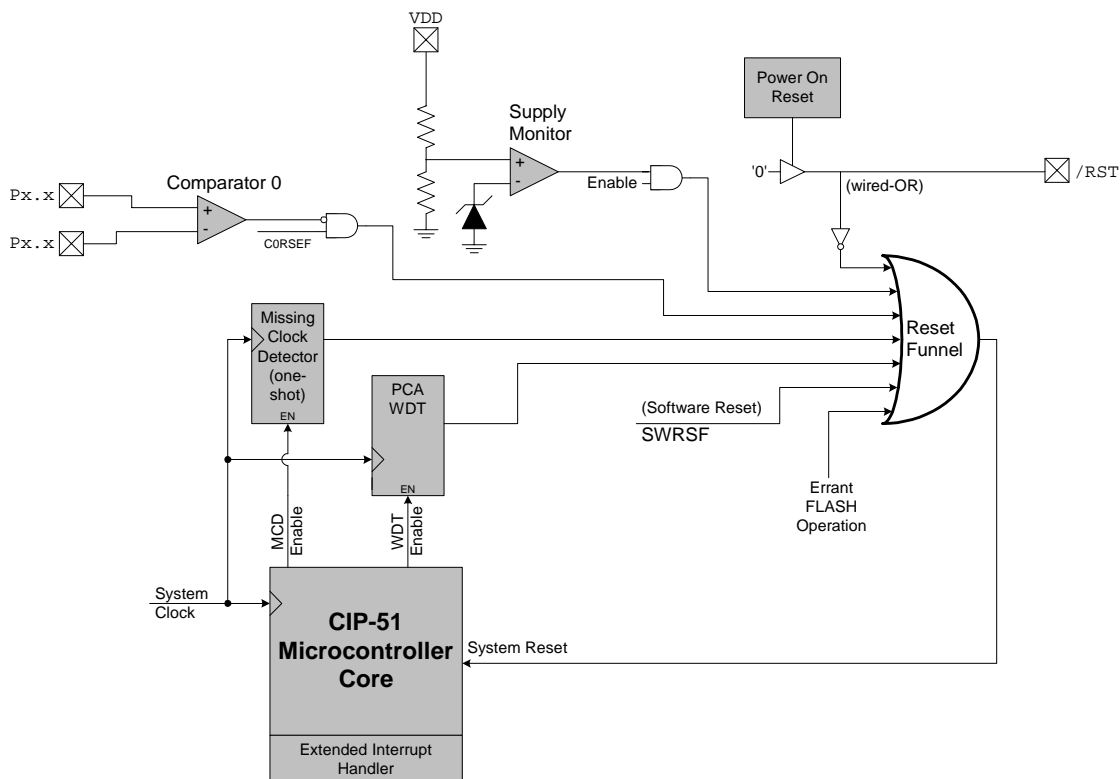 VDD
Power On
Reset
Supply
Monitor
+
-
Enable
'0'
(wired-OR)
/RST
Comparator 0
Px.x
Px.x
+
-
C0RSEF
Missing
Clock
Detector
(one-
shot)
EN
PCA
WDT
EN
Reset
Funnel
(Software Reset)
SWRSF
Errant
FLASH
Operation
MCD
Enable
WDT
Enable
System
Clock
CIP-51
Microcontroller
Core
System Reset
Extended Interrupt
Handler